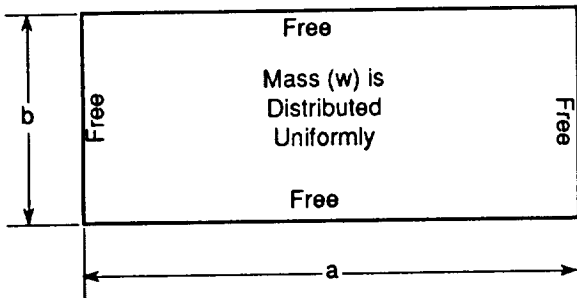 Free
Mass (w) is
Distributed
Uniformly
b
Free
Free
Free
a